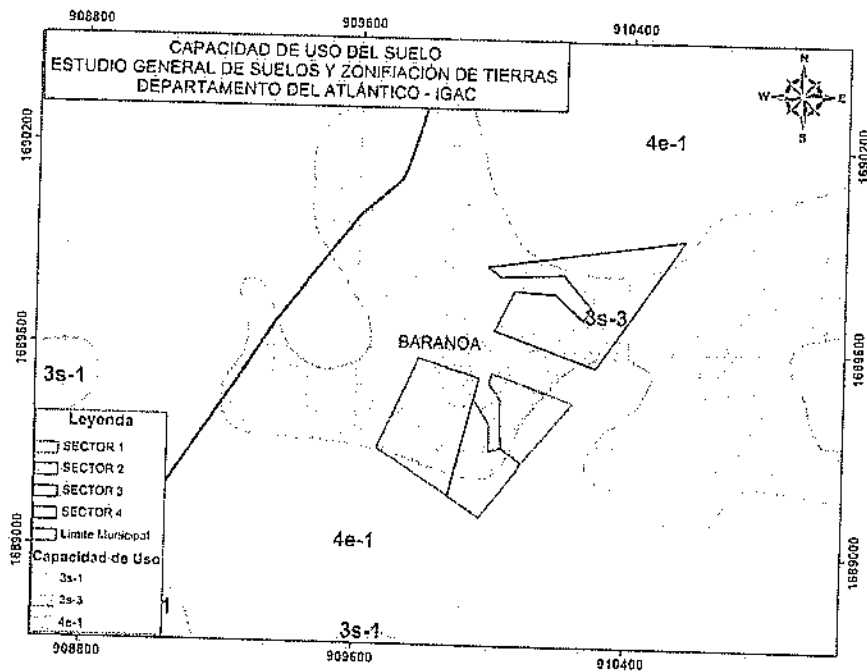 908800
909600
910400
CAPACIDAD DE USO DEL SUELO
ESTUDIO GENERAL DE SUELOS Y ZONIFIACIÓN DE TIERRAS
DEPARTAMENTO DEL ATLÁNTICO - IGAC
N
W
E
S
1690200
4e-1
1690200
3s-3
1689600
BARANOA
1689600
3s-1
Leyenda
SECTOR 1
SECTOR 2
SECTOR 3
SECTOR 4
Limite Municipal
1689000
4e-1
1689000
Capacidad de Uso
3s-1
3s-3
4e-1
3s-1
908800
909600
910400